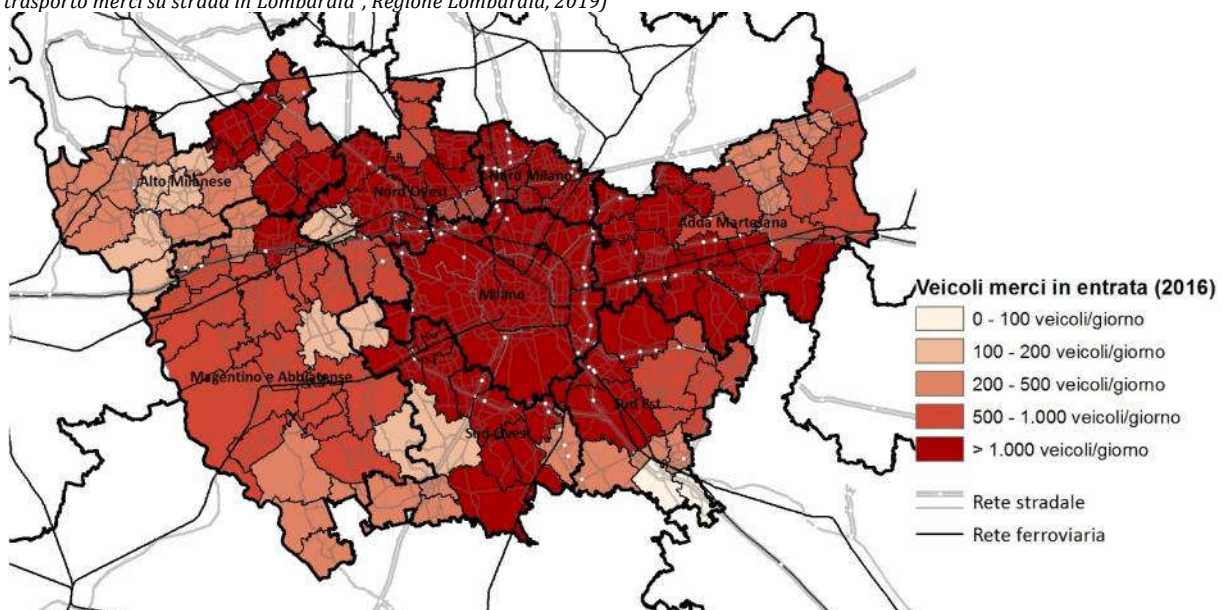 trasporto merci su strada in Lombardia", Regione Lombardia, 2019)
Alto Milanese
Nord Ovest
Nord Milano
Adda Martesana
Milano
Magentino e Abbiatense
Sud Ovest
Sud Est
Veicoli merci in entrata (2016)
0 - 100 veicoli/giorno
100 - 200 veicoli/giorno
200 - 500 veicoli/giorno
500 - 1.000 veicoli/giorno
> 1.000 veicoli/giorno
Rete stradale
Rete ferroviaria